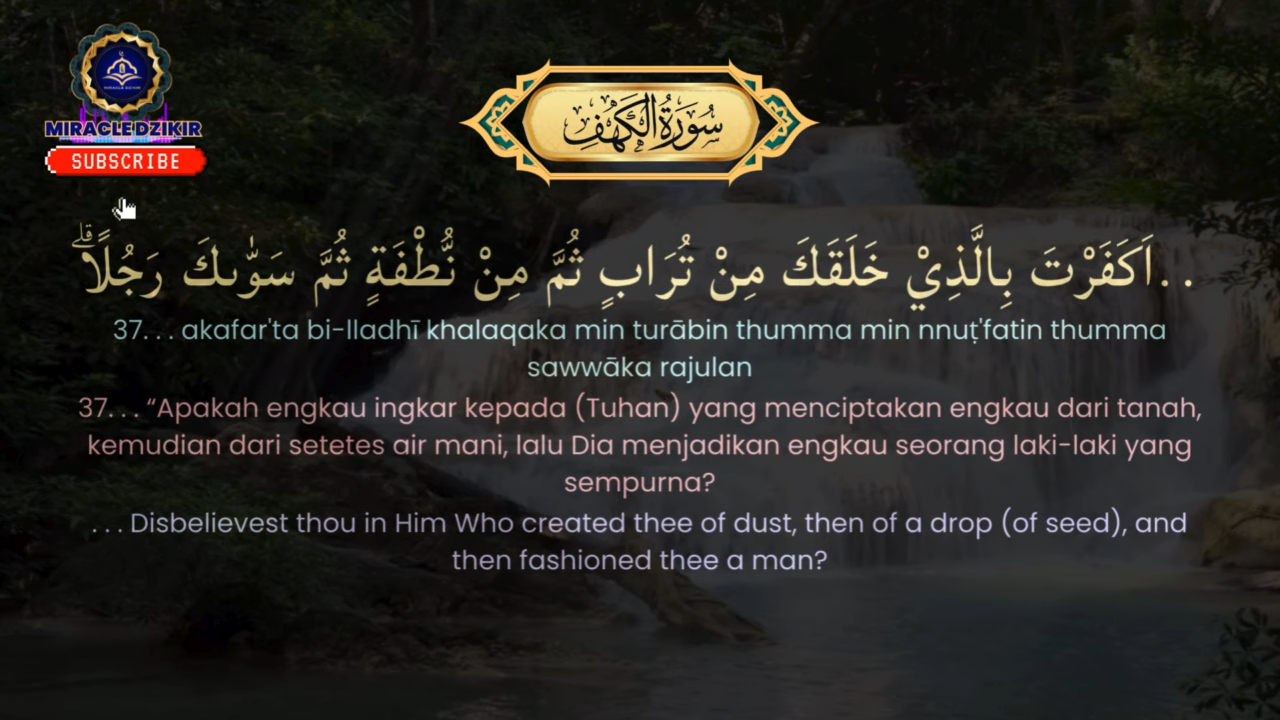 MIRACLE DZIKIR
SUBSCRIBE
سُورَةُ الْكَهْفِ
..اَكَفَرْتَ بِالَّذِيْ خَلَقَكَ مِنْ تُرَابٍ ثُمَّ مِنْ نُّطْفَةٍ ثُمَّ سَوّٰىكَ رَجُلًاۗ
37. . . akafar'ta bi-lladhī khalaqaka min turābin thumma min nnuṭ'fatin thumma
sawwāka rajulan
37. . . “Apakah engkau ingkar kepada (Tuhan) yang menciptakan engkau dari tanah,
kemudian dari setetes air mani, lalu Dia menjadikan engkau seorang laki-laki yang
sempurna?
. . . Disbelievest thou in Him Who created thee of dust, then of a drop (of seed), and
then fashioned thee a man?